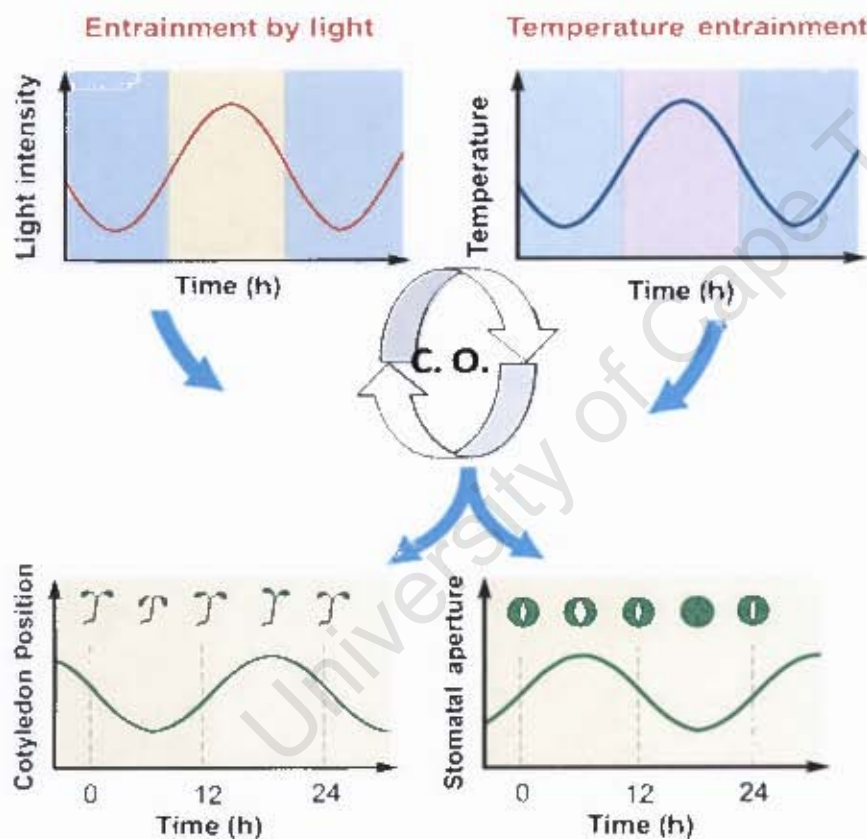 Entrainment by light
Temperature entrainment
Light intensity
Time (h)
Temperature
Time (h)
C. O.
University of Cape T
Cotyledon Position
0 12 24
Time (h)
Stomatal aperture
0 12 24
Time (h)